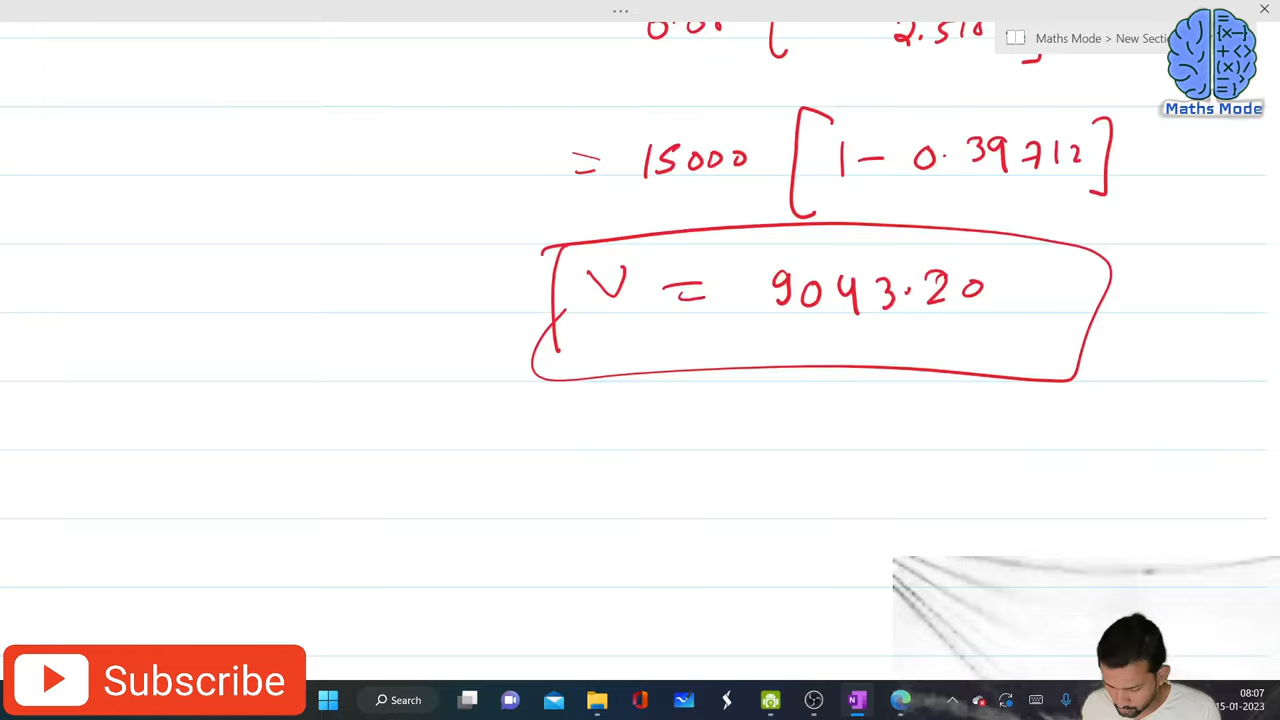 Maths Mode > New Secti
Maths Mode
= 15000 [1 - 0.39712]
V = 9043.20
Subscribe
Search
08:07
15-01-2023